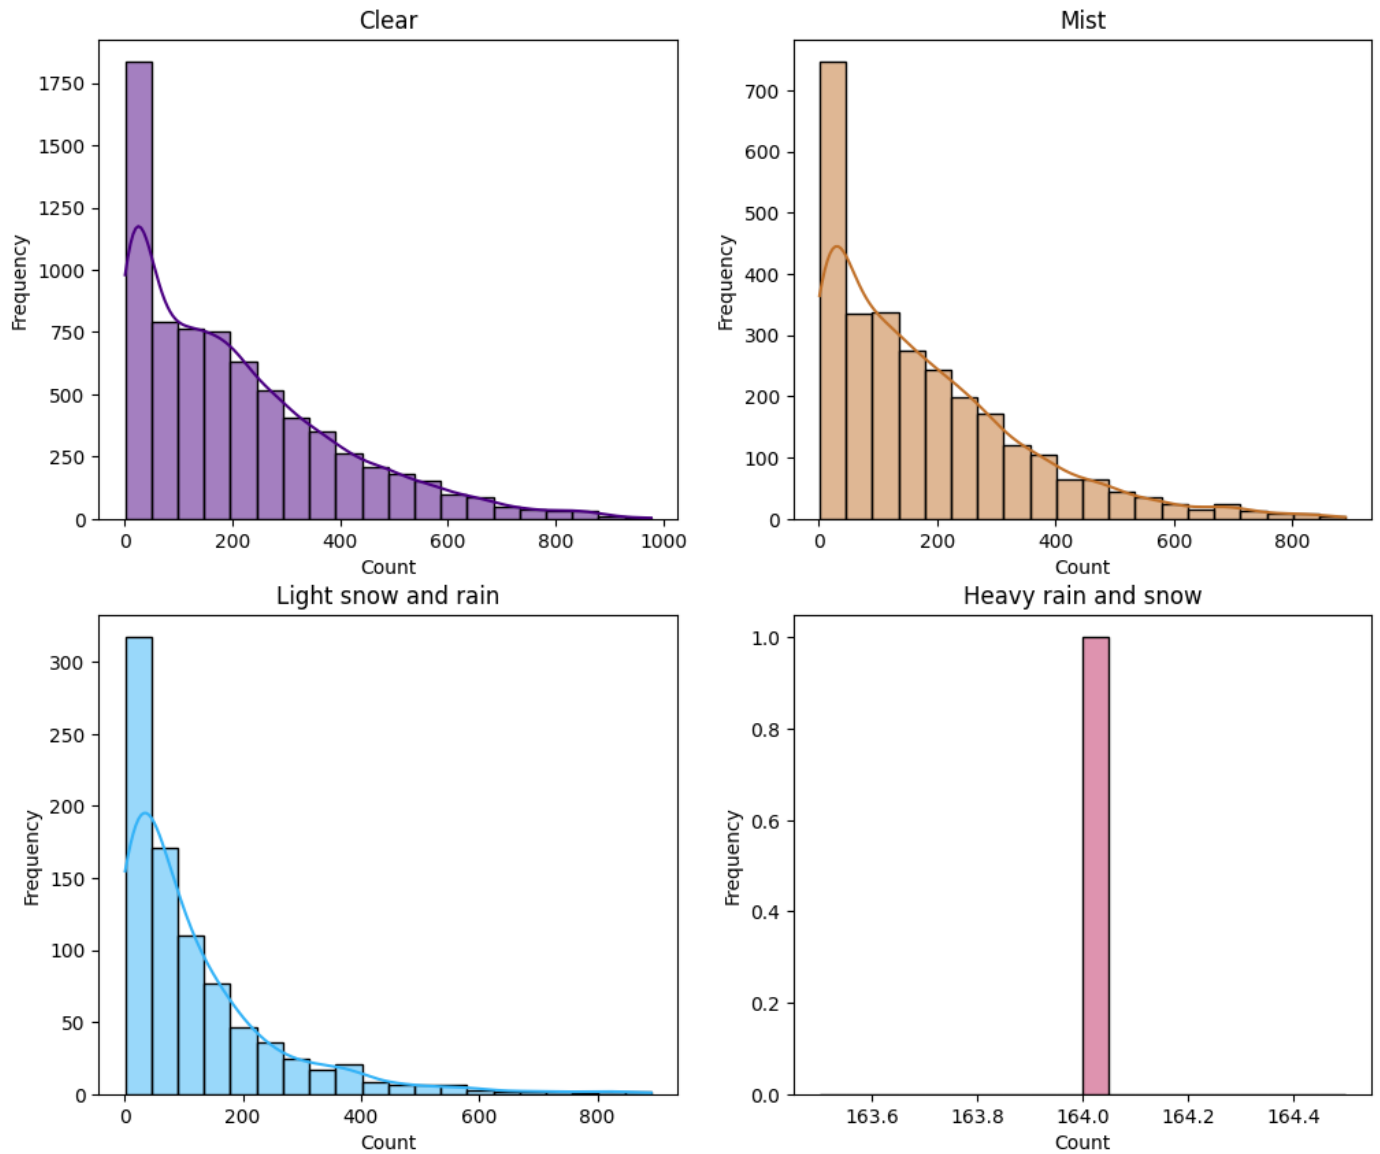 Clear
Mist
1750
1500
1250
1000
750
500
250
0
Frequency
0 200 400 600 800 1000
Count
700
600
500
400
300
200
100
0
Frequency
0 200 400 600 800
Count
Light snow and rain
Heavy rain and snow
300
250
200
150
100
50
0
Frequency
0 200 400 600 800
Count
1.0
0.8
0.6
0.4
0.2
0.0
Frequency
163.6 163.8 164.0 164.2 164.4
Count